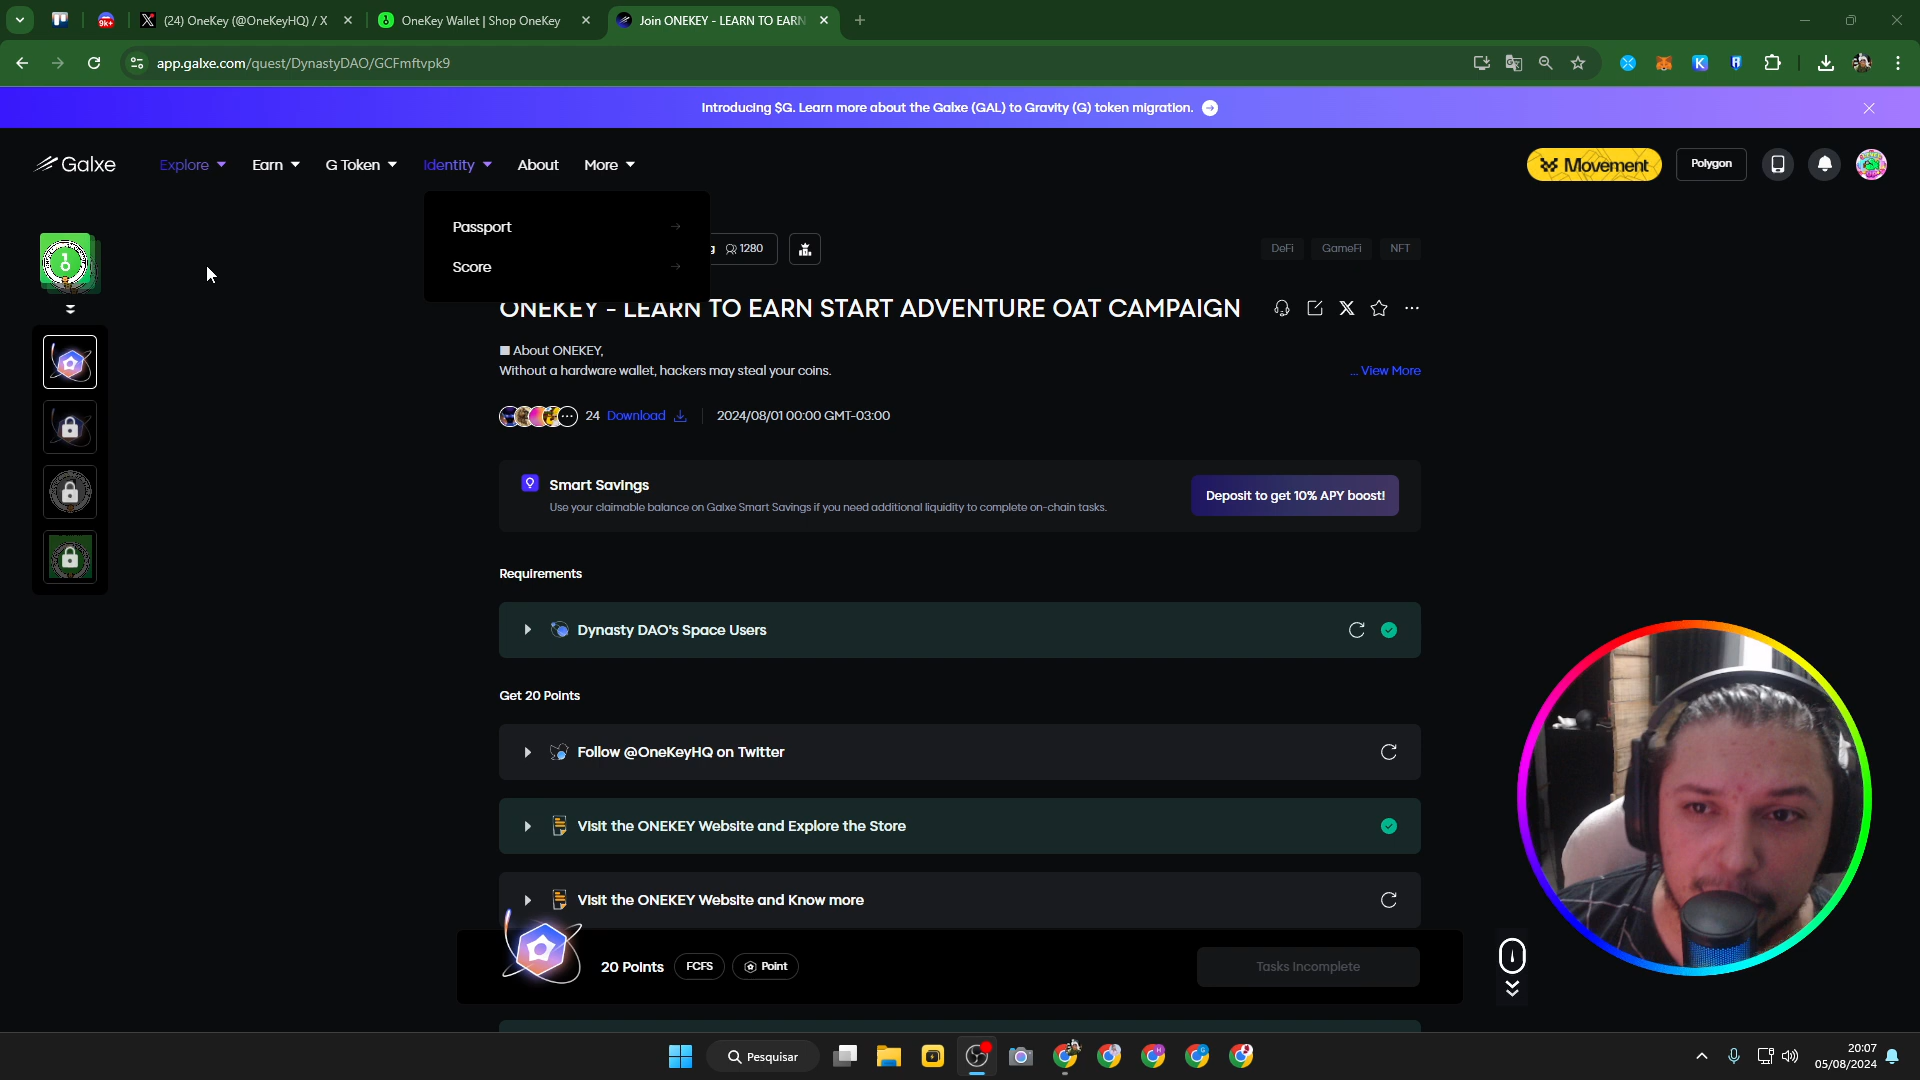 9k+
(24) OneKey (@OneKeyHQ) / X
OneKey Wallet | Shop OneKey
Join ONEKEY - LEARN TO EARN
app.galxe.com/quest/DynastyDAO/GCFmftvpk9
Introducing $G. Learn more about the Galxe (GAL) to Gravity (G) token migration.
Galxe
Explore
Earn
G Token
Identity
About
More
Movement
Polygon
Passport
Score
g
1280
DeFi
GameFi
NFT
ONEKEY - LEARN TO EARN START ADVENTURE OAT CAMPAIGN
About ONEKEY,
Without a hardware wallet, hackers may steal your coins.
... View More
24
Download
2024/08/01 00:00 GMT-03:00
Smart Savings
Use your claimable balance on Galxe Smart Savings if you need additional liquidity to complete on-chain tasks.
Deposit to get 10% APY boost!
Requirements
Dynasty DAO's Space Users
Get 20 Points
Follow @OneKeyHQ on Twitter
Visit the ONEKEY Website and Explore the Store
Visit the ONEKEY Website and Know more
20 Points
FCFS
Point
Tasks Incomplete
Pesquisar
20:07
05/08/2024